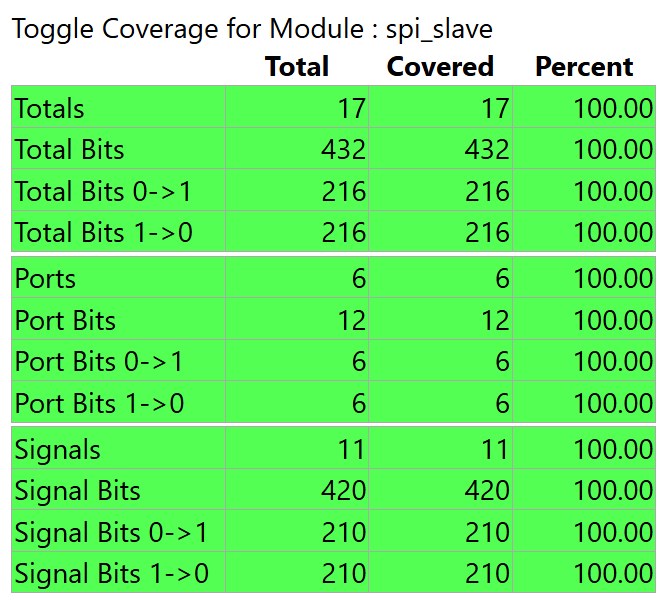 Toggle Coverage for Module : spi_slave
Total Covered Percent
Totals 17 17 100.00
Total Bits 432 432 100.00
Total Bits 0->1 216 216 100.00
Total Bits 1->0 216 216 100.00
Ports 6 6 100.00
Port Bits 12 12 100.00
Port Bits 0->1 6 6 100.00
Port Bits 1->0 6 6 100.00
Signals 11 11 100.00
Signal Bits 420 420 100.00
Signal Bits 0->1 210 210 100.00
Signal Bits 1->0 210 210 100.00